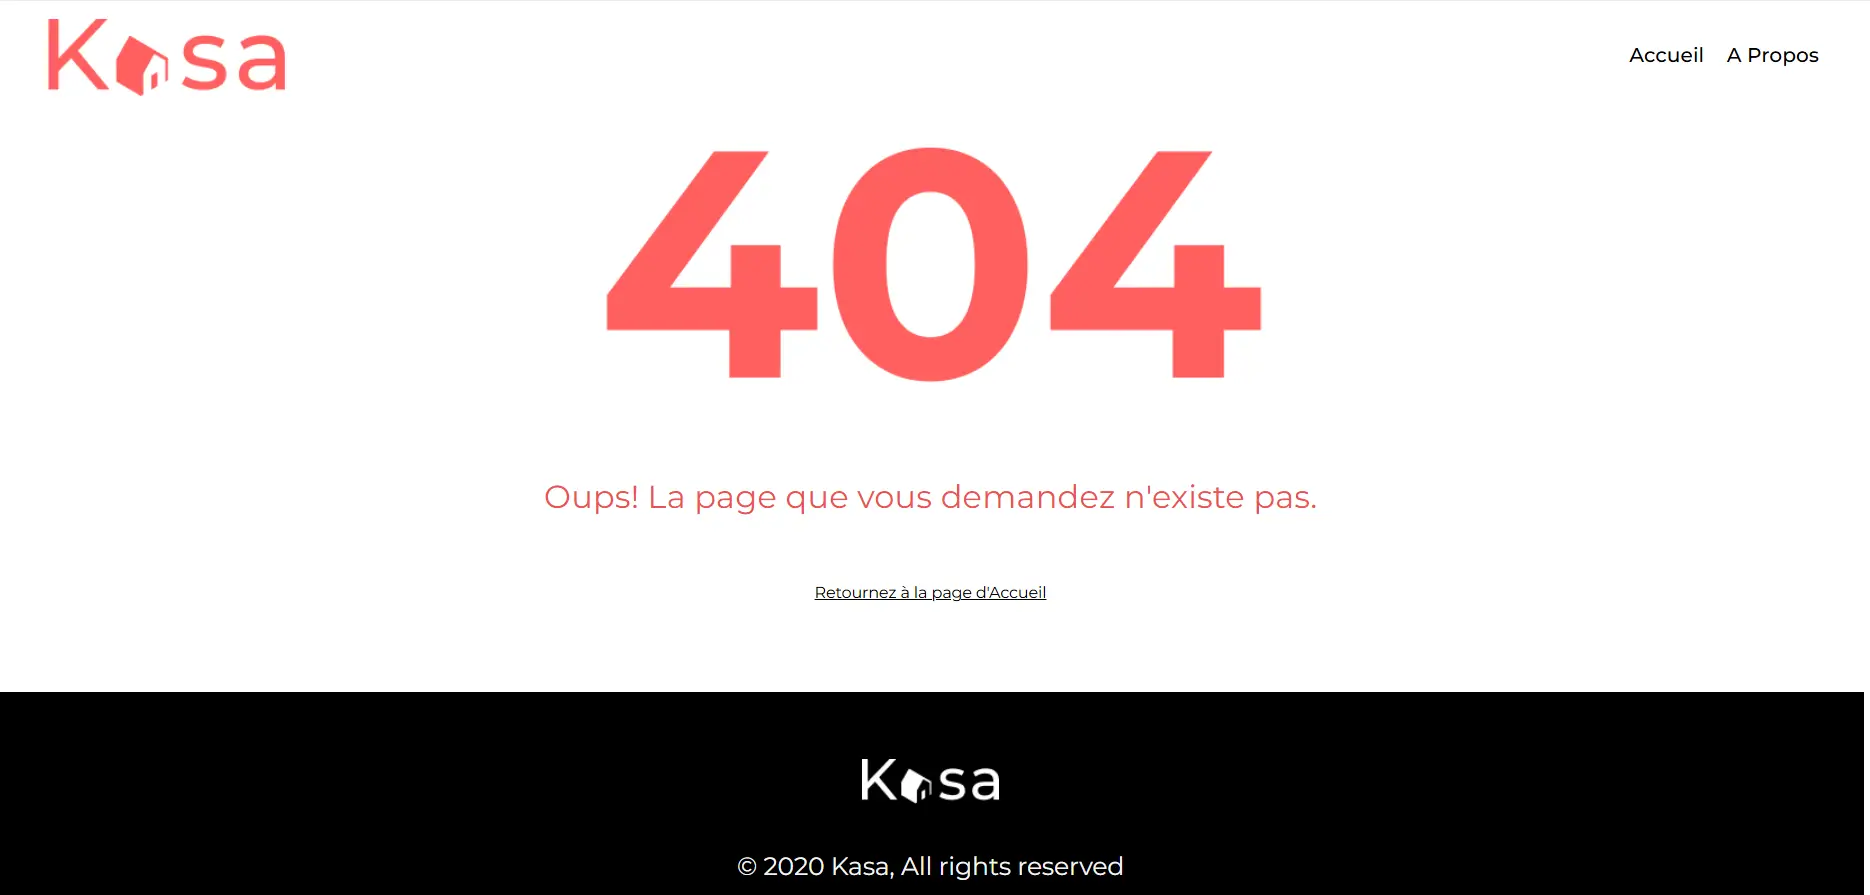 Kasa
Accueil A Propos
404
Oups! La page que vous demandez n'existe pas.
Retournez à la page d'Accueil
Kasa
© 2020 Kasa, All rights reserved